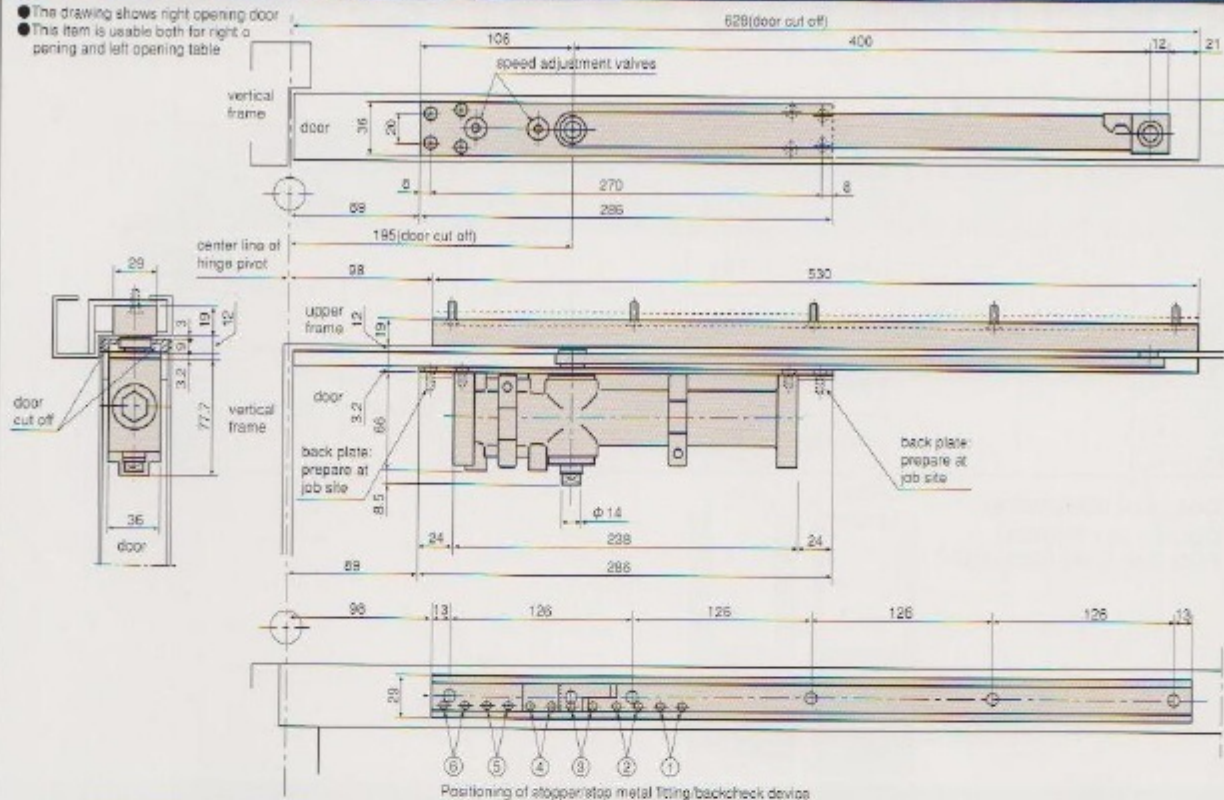 ●The drawing shows right opening door
●This item is usable both for right o
pening and left opening table
628(door cut off)
106
400
12
21
speed adjustment valves
vertical
frame
door
36
20
8
270
8
89
286
195(door cut off)
center line of
hinge pivot
29
98
530
3
19
12
9
3.2
77.7
upper
frame
12
19
door
cut off
vertical
frame
door
3.2
66
back plate:
prepare at
job site
back plate:
prepare at
job site
8.5
φ14
36
door
24
238
24
89
286
98
13
126
126
126
126
13
29
⑥ ⑤ ④ ③ ② ①
Positioning of stopper/stop metal fitting/backcheck device